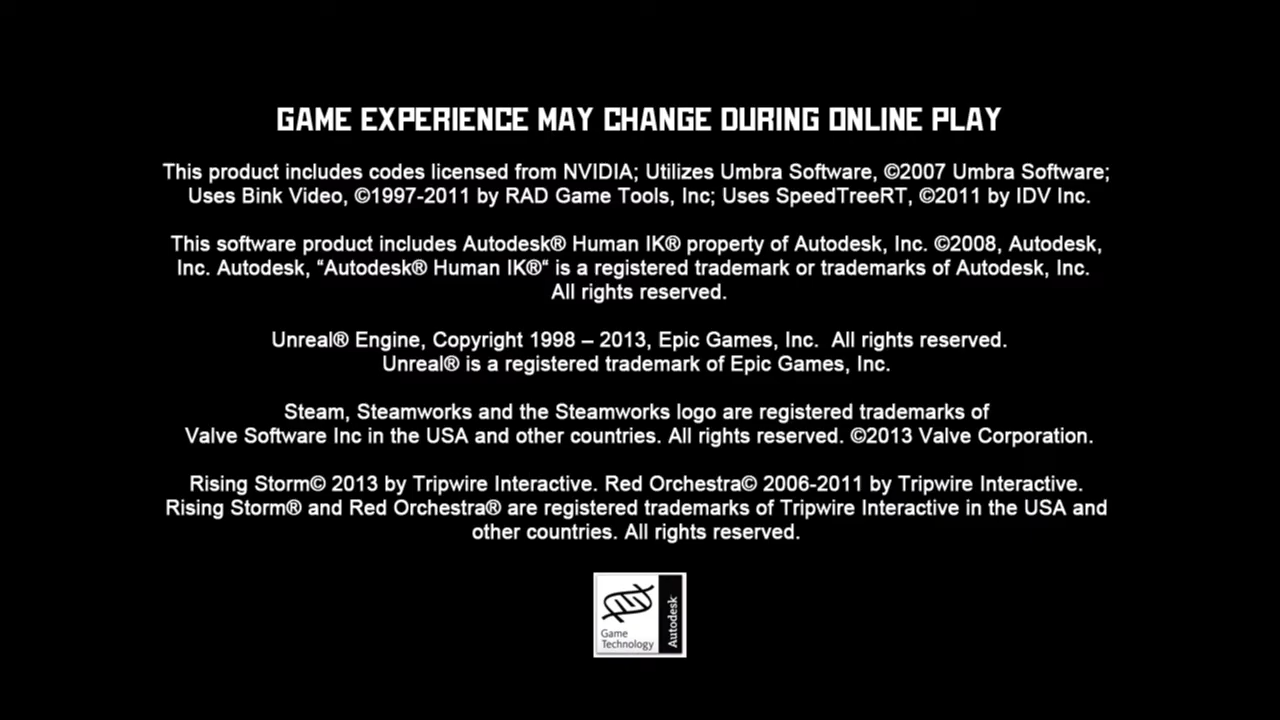 GAME EXPERIENCE MAY CHANGE DURING ONLINE PLAY
This product includes codes licensed from NVIDIA; Utilizes Umbra Software, ©2007 Umbra Software;
Uses Bink Video, ©1997-2011 by RAD Game Tools, Inc; Uses SpeedTreeRT, ©2011 by IDV Inc.
This software product includes Autodesk® Human IK® property of Autodesk, Inc. ©2008, Autodesk,
Inc. Autodesk, “Autodesk® Human IK®“ is a registered trademark or trademarks of Autodesk, Inc.
All rights reserved.
Unreal® Engine, Copyright 1998 – 2013, Epic Games, Inc.  All rights reserved.
Unreal® is a registered trademark of Epic Games, Inc.
Steam, Steamworks and the Steamworks logo are registered trademarks of
Valve Software Inc in the USA and other countries. All rights reserved. ©2013 Valve Corporation.
Rising Storm© 2013 by Tripwire Interactive. Red Orchestra© 2006-2011 by Tripwire Interactive.
Rising Storm® and Red Orchestra® are registered trademarks of Tripwire Interactive in the USA and
other countries. All rights reserved.
Game
Technology
Autodesk